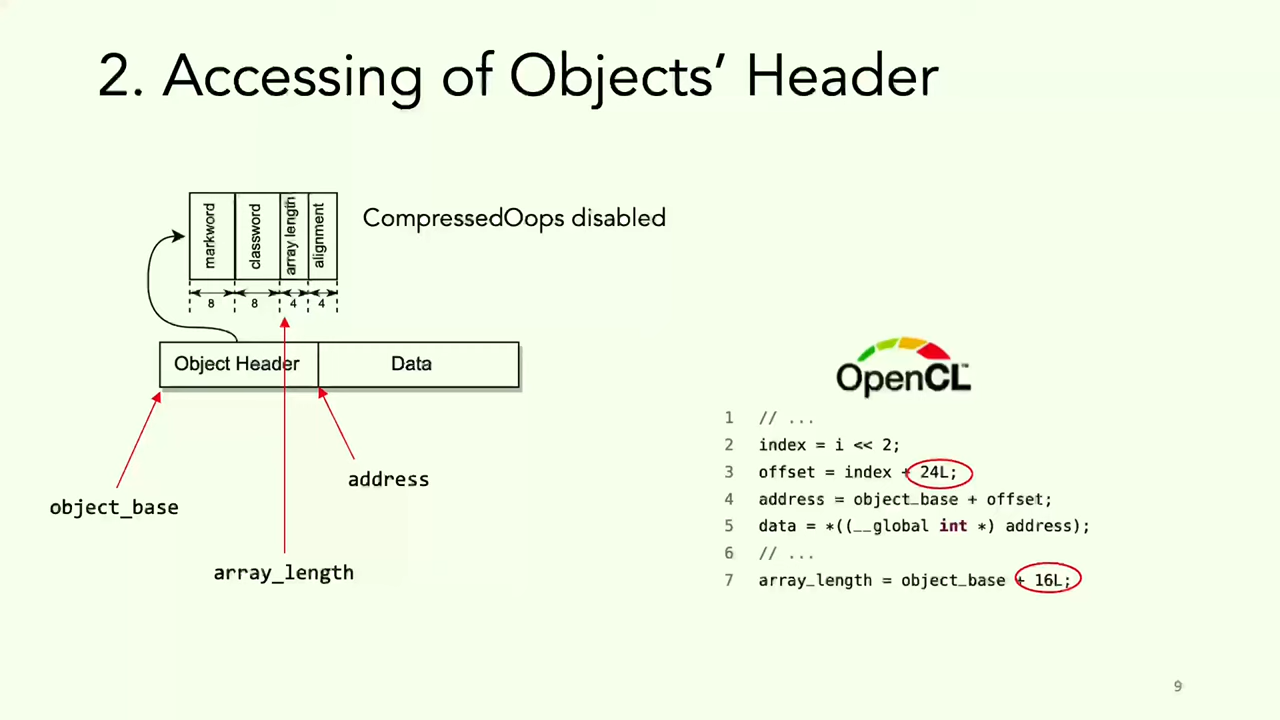 2. Accessing of Objects’ Header
markword
classword
array length
alignment
CompressedOops disabled
8
8
4
4
Object Header
Data
object_base
address
array_length
OpenCL™
1 // ...
2 index = i << 2;
3 offset = index + 24L;
4 address = object_base + offset;
5 data = *((__global int *) address);
6 // ...
7 array_length = object_base + 16L;
9